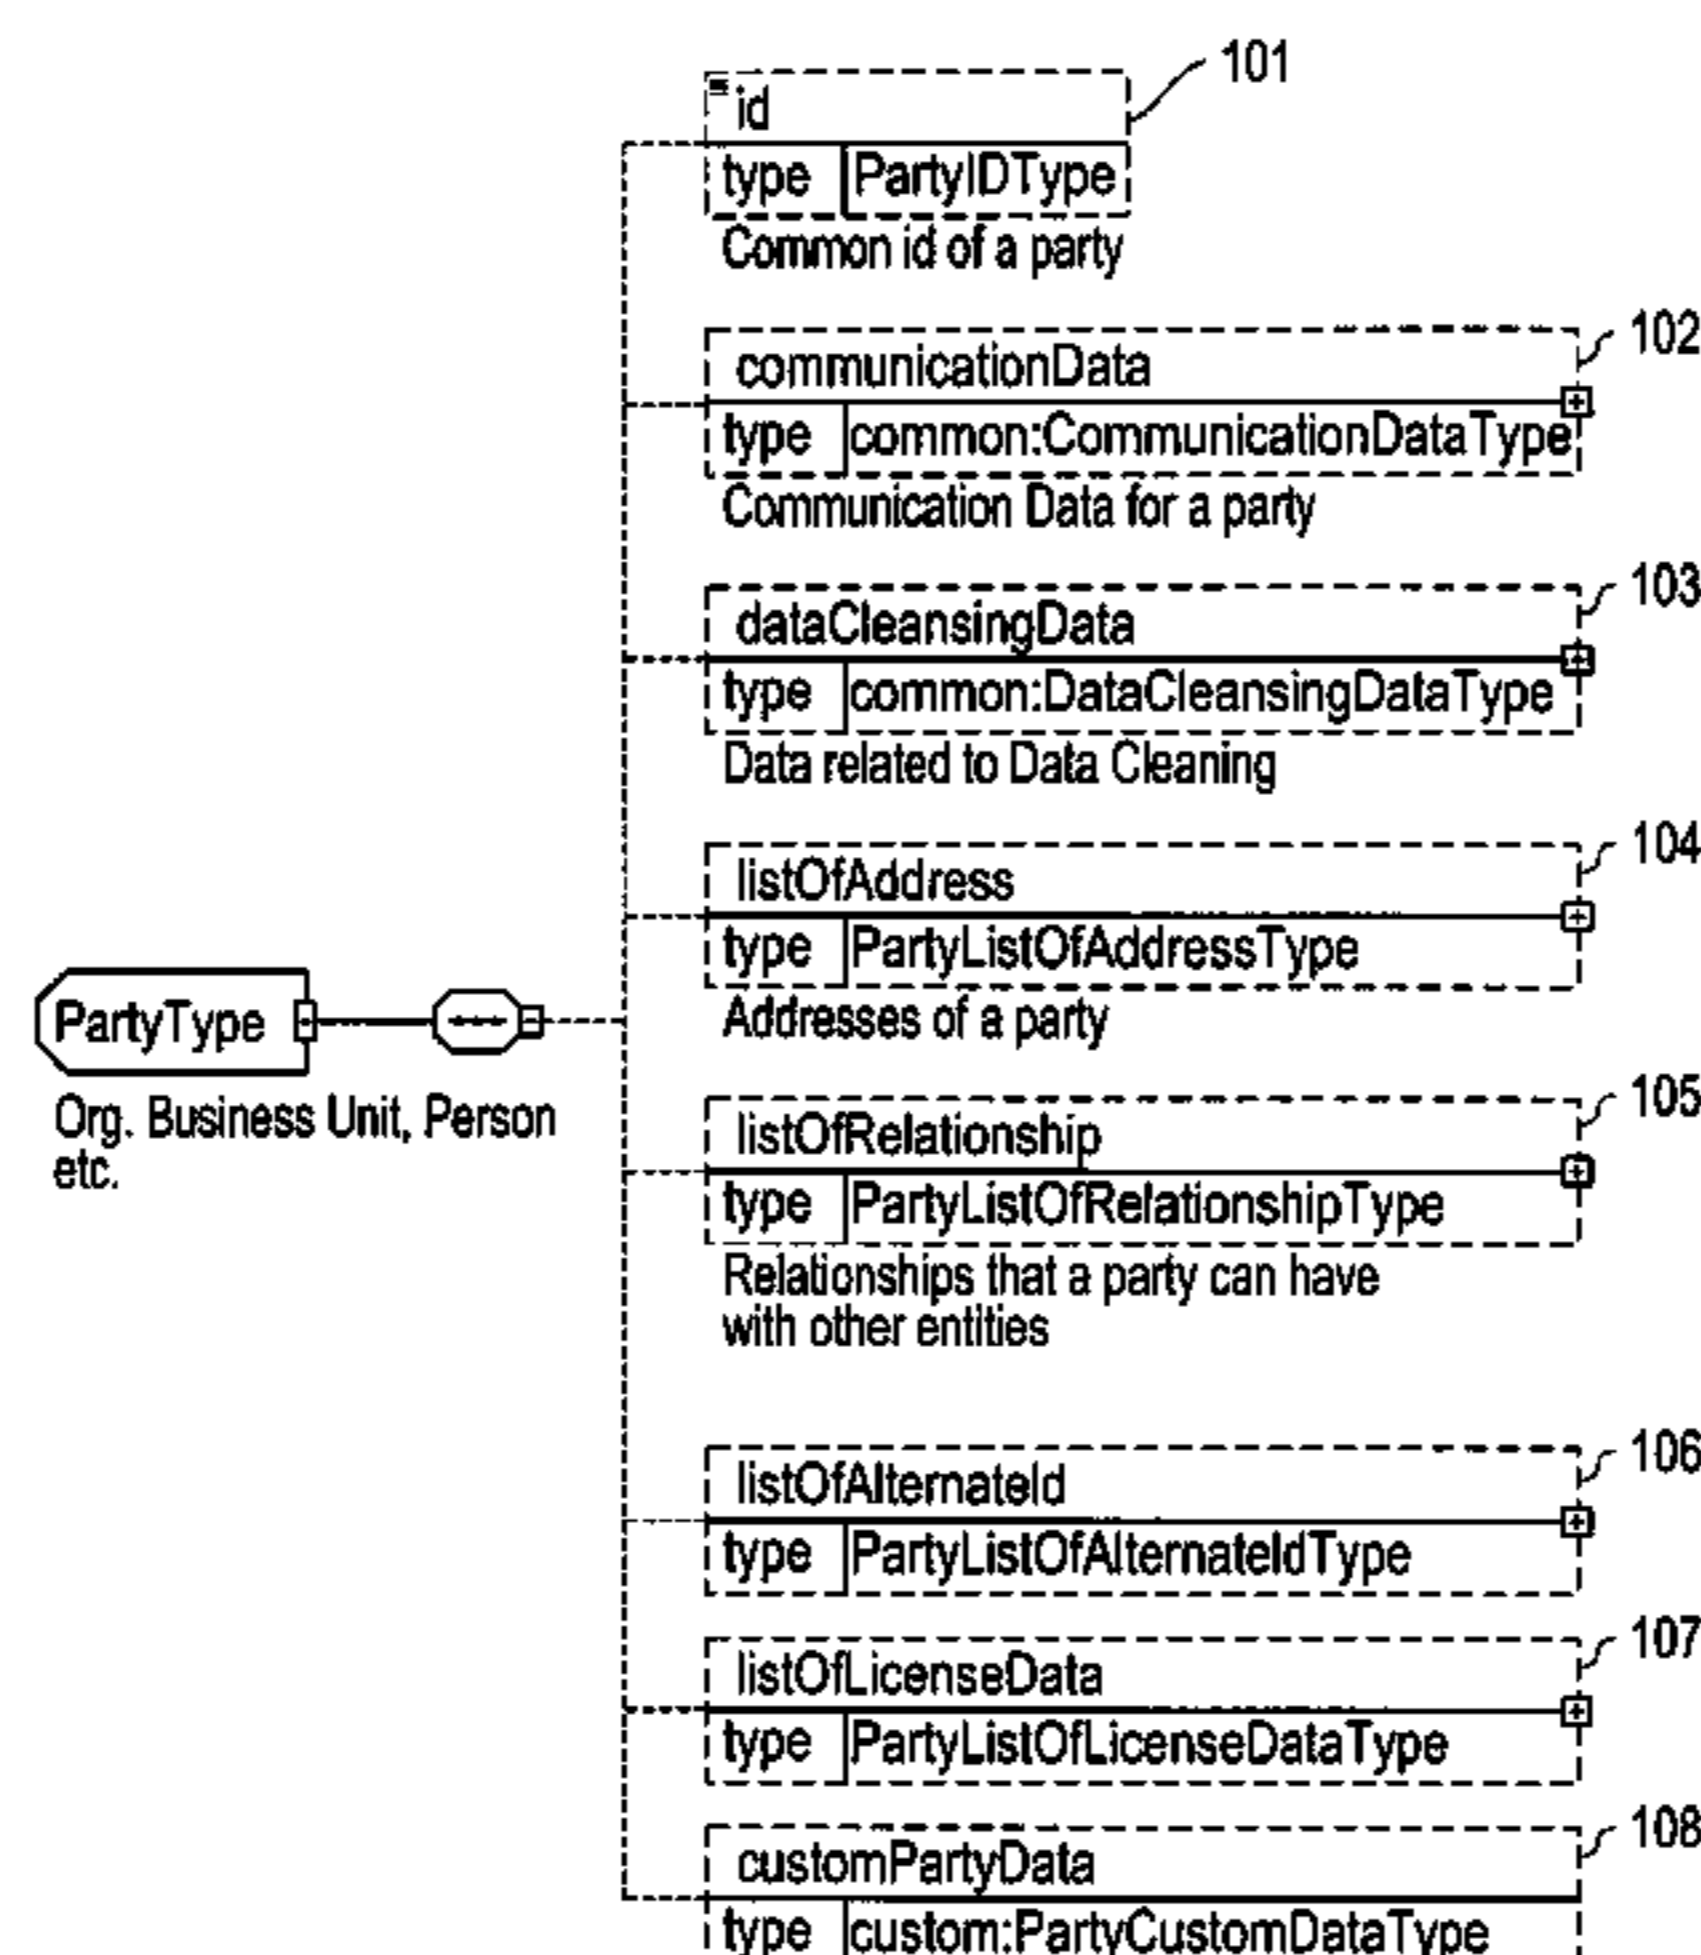 101
id
type PartyIDType
Common id of a party
102
communicationData
type common:CommunicationDataType
Communication Data for a party
103
dataCleansingData
type common:DataCleansingDataType
Data related to Data Cleaning
104
listOfAddress
type PartyListOfAddressType
Addresses of a party
PartyType
Org. Business Unit, Person
etc.
105
listOfRelationship
type PartyListOfRelationshipType
Relationships that a party can have
with other entities
106
listOfAlternateId
type PartyListOfAlternateIdType
107
listOfLicenseData
type PartyListOfLicenseDataType
108
customPartyData
type custom:PartyCustomDataType